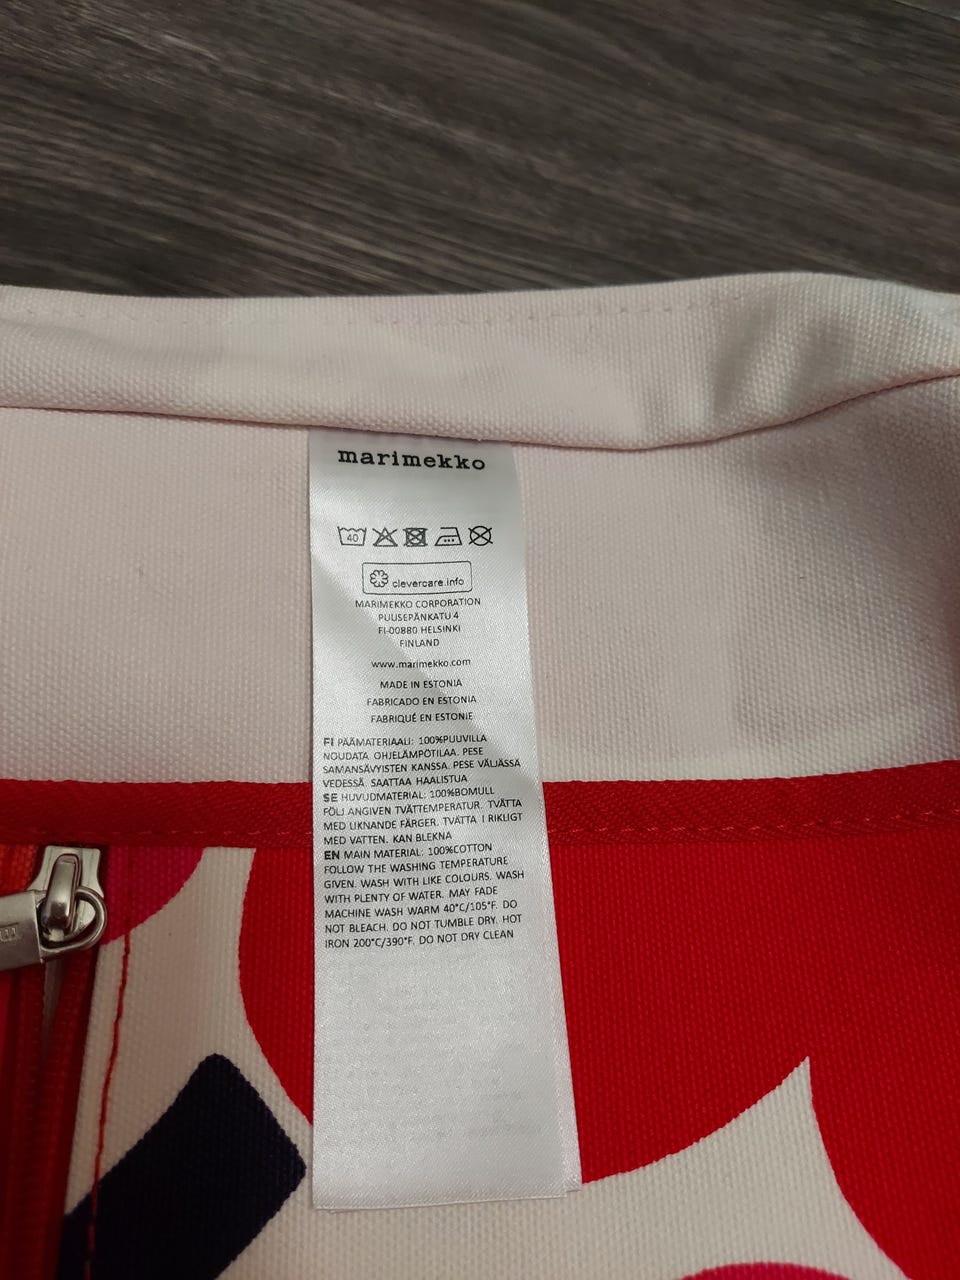 marimekko
40
clevercare.info
MARIMEKKO CORPORATION
PUUSEPÄNKATU 4
FI-00880 HELSINKI
FINLAND
www.marimekko.com
MADE IN ESTONIA
FABRICADO EN ESTONIA
FABRIQUÉ EN ESTONIE
FI PÄÄMATERIAALI: 100%PUUVILLA
NOUDATA OHJELÄMPÖTILAA. PESE
SAMANSÄVYISTEN KANSSA. PESE VÄLJÄSSÄ
VEDESSÄ. SAATTAA HAALISTUA
SE HUVUDMATERIAL: 100%BOMULL
FÖLJ ANGIVEN TVÄTTEMPERATUR. TVÄTTA
MED LIKNANDE FÄRGER. TVÄTTA I RIKLIGT
MED VATTEN. KAN BLEKNA
EN MAIN MATERIAL: 100%COTTON
FOLLOW THE WASHING TEMPERATURE
GIVEN. WASH WITH LIKE COLOURS. WASH
WITH PLENTY OF WATER. MAY FADE
MACHINE WASH WARM 40°C/105°F. DO
NOT BLEACH. DO NOT TUMBLE DRY. HOT
IRON 200°C/390°F. DO NOT DRY CLEAN